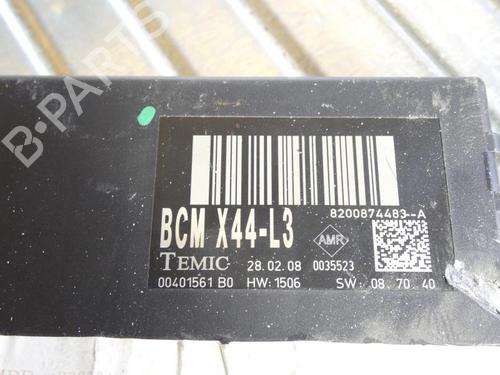 B-PARTS
8200874483--A
BCM X44-L3
AMR
TEMIC 28.02.08 0035523
00401561 B0 HW: 1506 SW: 08. 70. 40